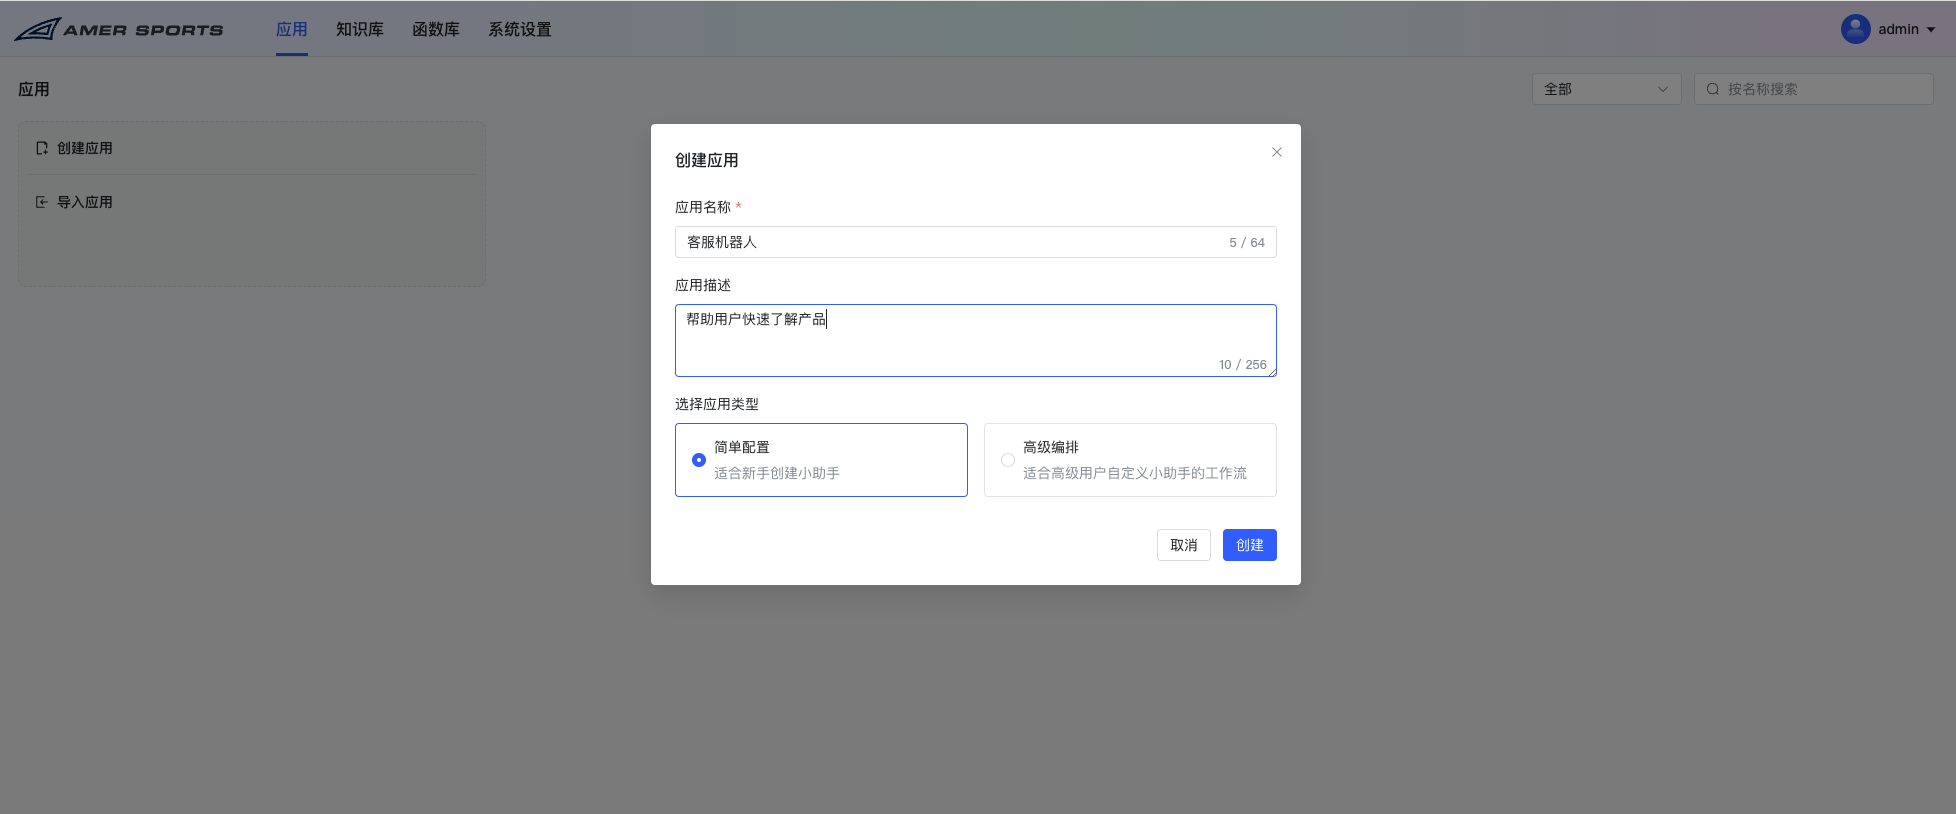 AMER SPORTS
应用 知识库 函数库 系统设置
admin
应用
全部
按名称搜索
创建应用
导入应用
创建应用
应用名称 *
客服机器人
5 / 64
应用描述
帮助用户快速了解产品
10 / 256
选择应用类型
简单配置
适合新手创建小助手
高级编排
适合高级用户自定义小助手的工作流
取消
创建